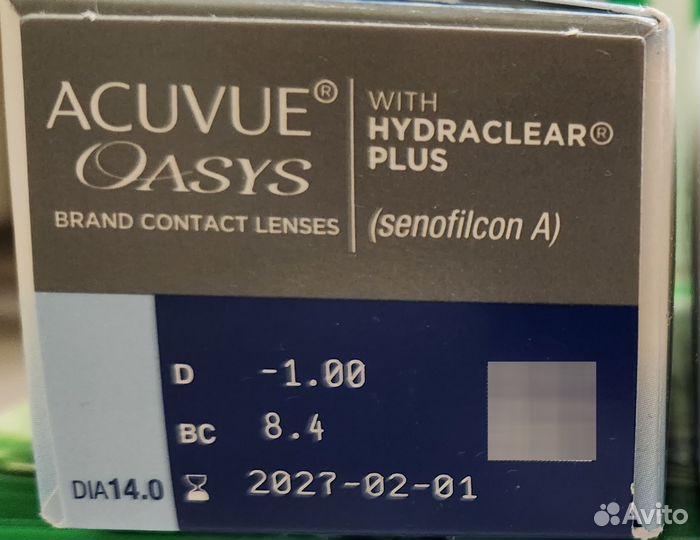 ACUVUE® OASYS
BRAND CONTACT LENSES
WITH
HYDRACLEAR®
PLUS
(senofilcon A)
D -1.00
BC 8.4
DIA14.0 2027-02-01
Avito